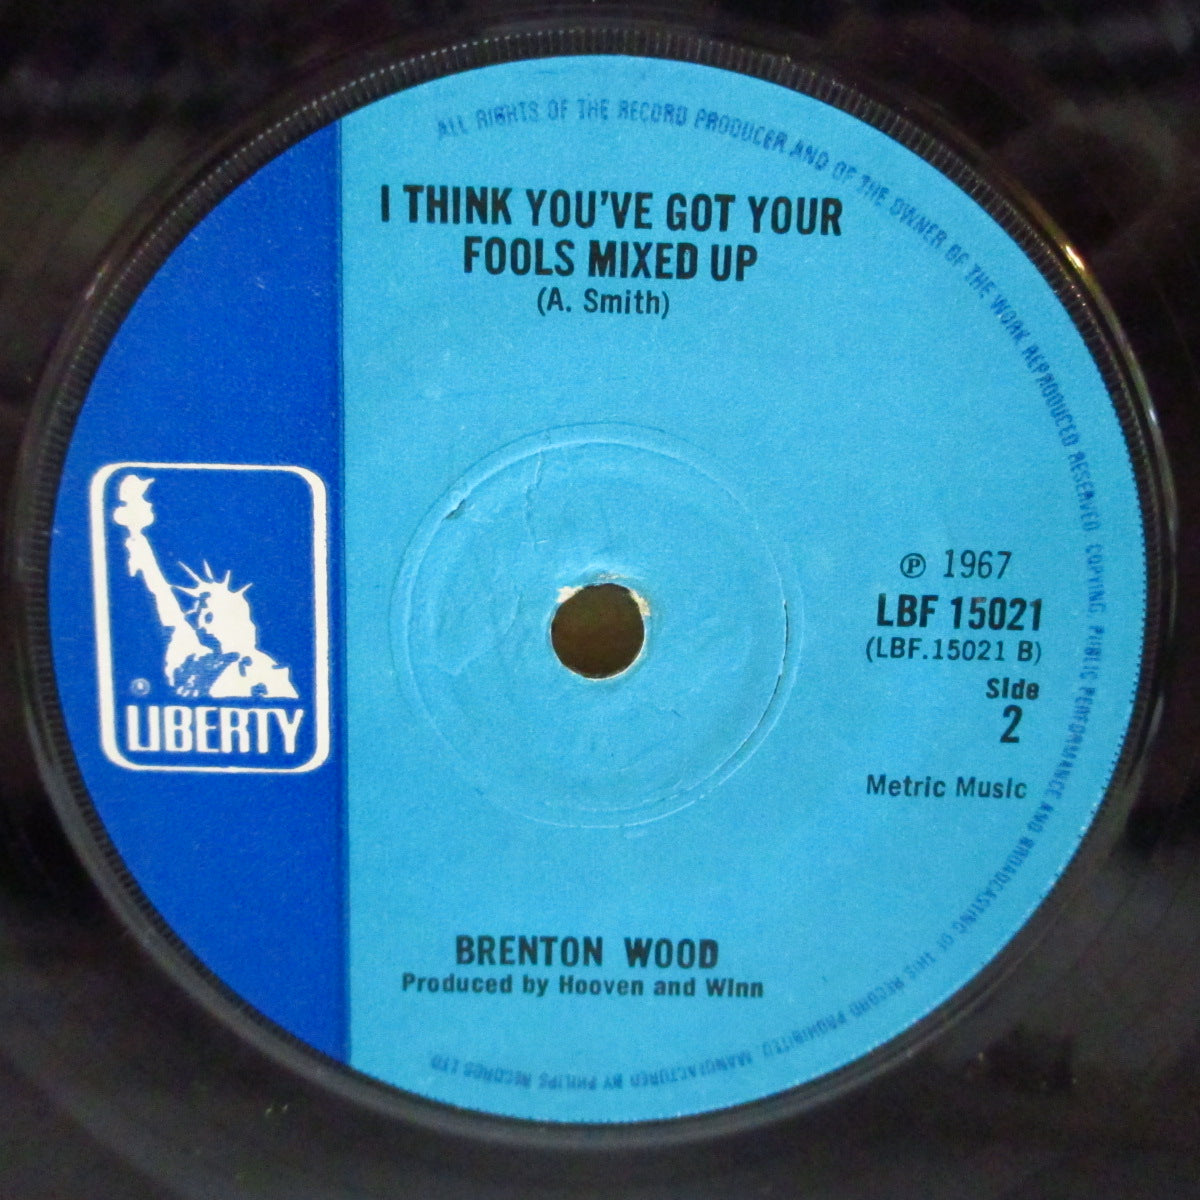 ALL RIGHTS OF THE RECORD PRODUCER AND OF THE OWNER OF THE WORK REPRODUCED RESERVED COPYING PUBLIC PERFORMANCE AND BROADCASTING OF THIS RECORD PROHIBITED MANUFACTURED BY PHILIPS RECORDS LTD
I THINK YOU'VE GOT YOUR
FOOLS MIXED UP
(A. Smith)
® LIBERTY
℗ 1967
LBF 15021
(LBF.15021 B)
Side
2
Metric Music
BRENTON WOOD
Produced by Hooven and Winn